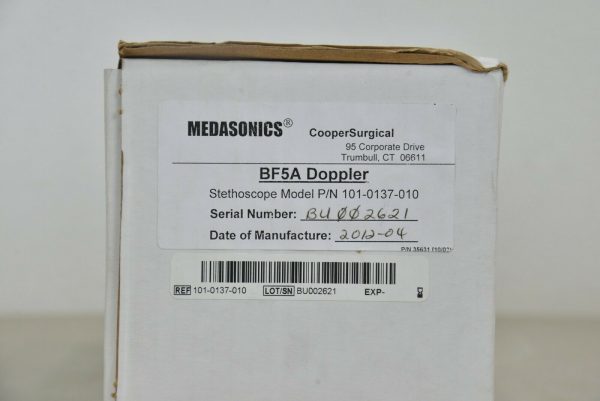 MEDASONICS® CooperSurgical
95 Corporate Drive
Trumbull, CT 06611
BF5A Doppler
Stethoscope Model P/N 101-0137-010
Serial Number: BU002621
Date of Manufacture: 2012-04
P/N 35631
REF 101-0137-010 LOT/SN BU002621 EXP-